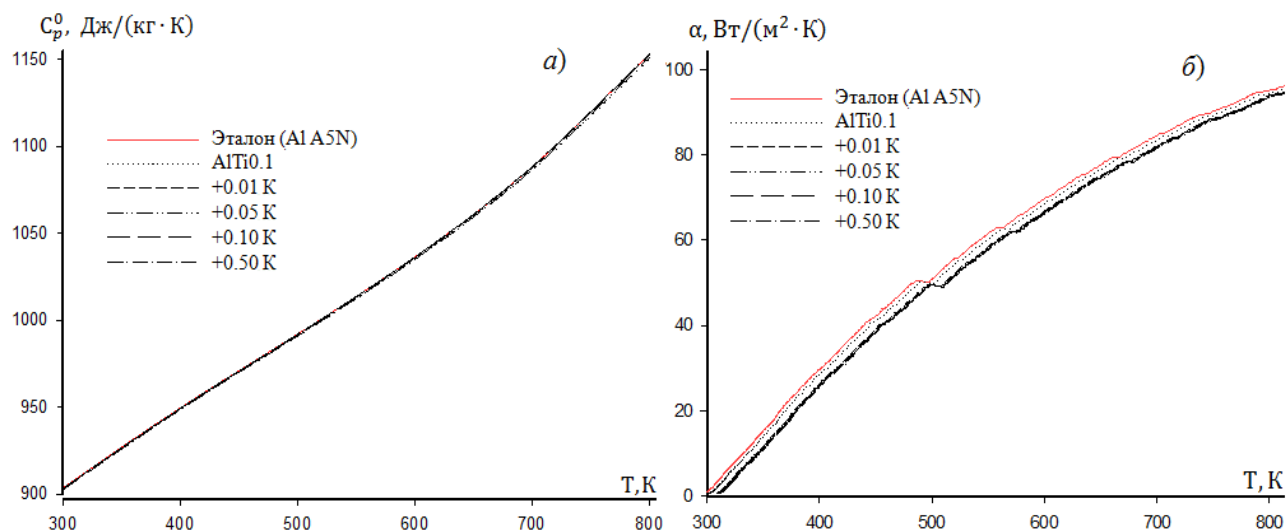 C_p^0, Дж/(кг · К)
а)
1150
1100
1050
1000
950
900
300
400
500
600
700
800
Т, К
Эталон (Al A5N)
AlTi0.1
+0.01 К
+0.05 К
+0.10 К
+0.50 К
α, Вт/(м² · К)
б)
100
80
60
40
20
0
300
400
500
600
700
800
Т, К
Эталон (Al A5N)
AlTi0.1
+0.01 К
+0.05 К
+0.10 К
+0.50 К